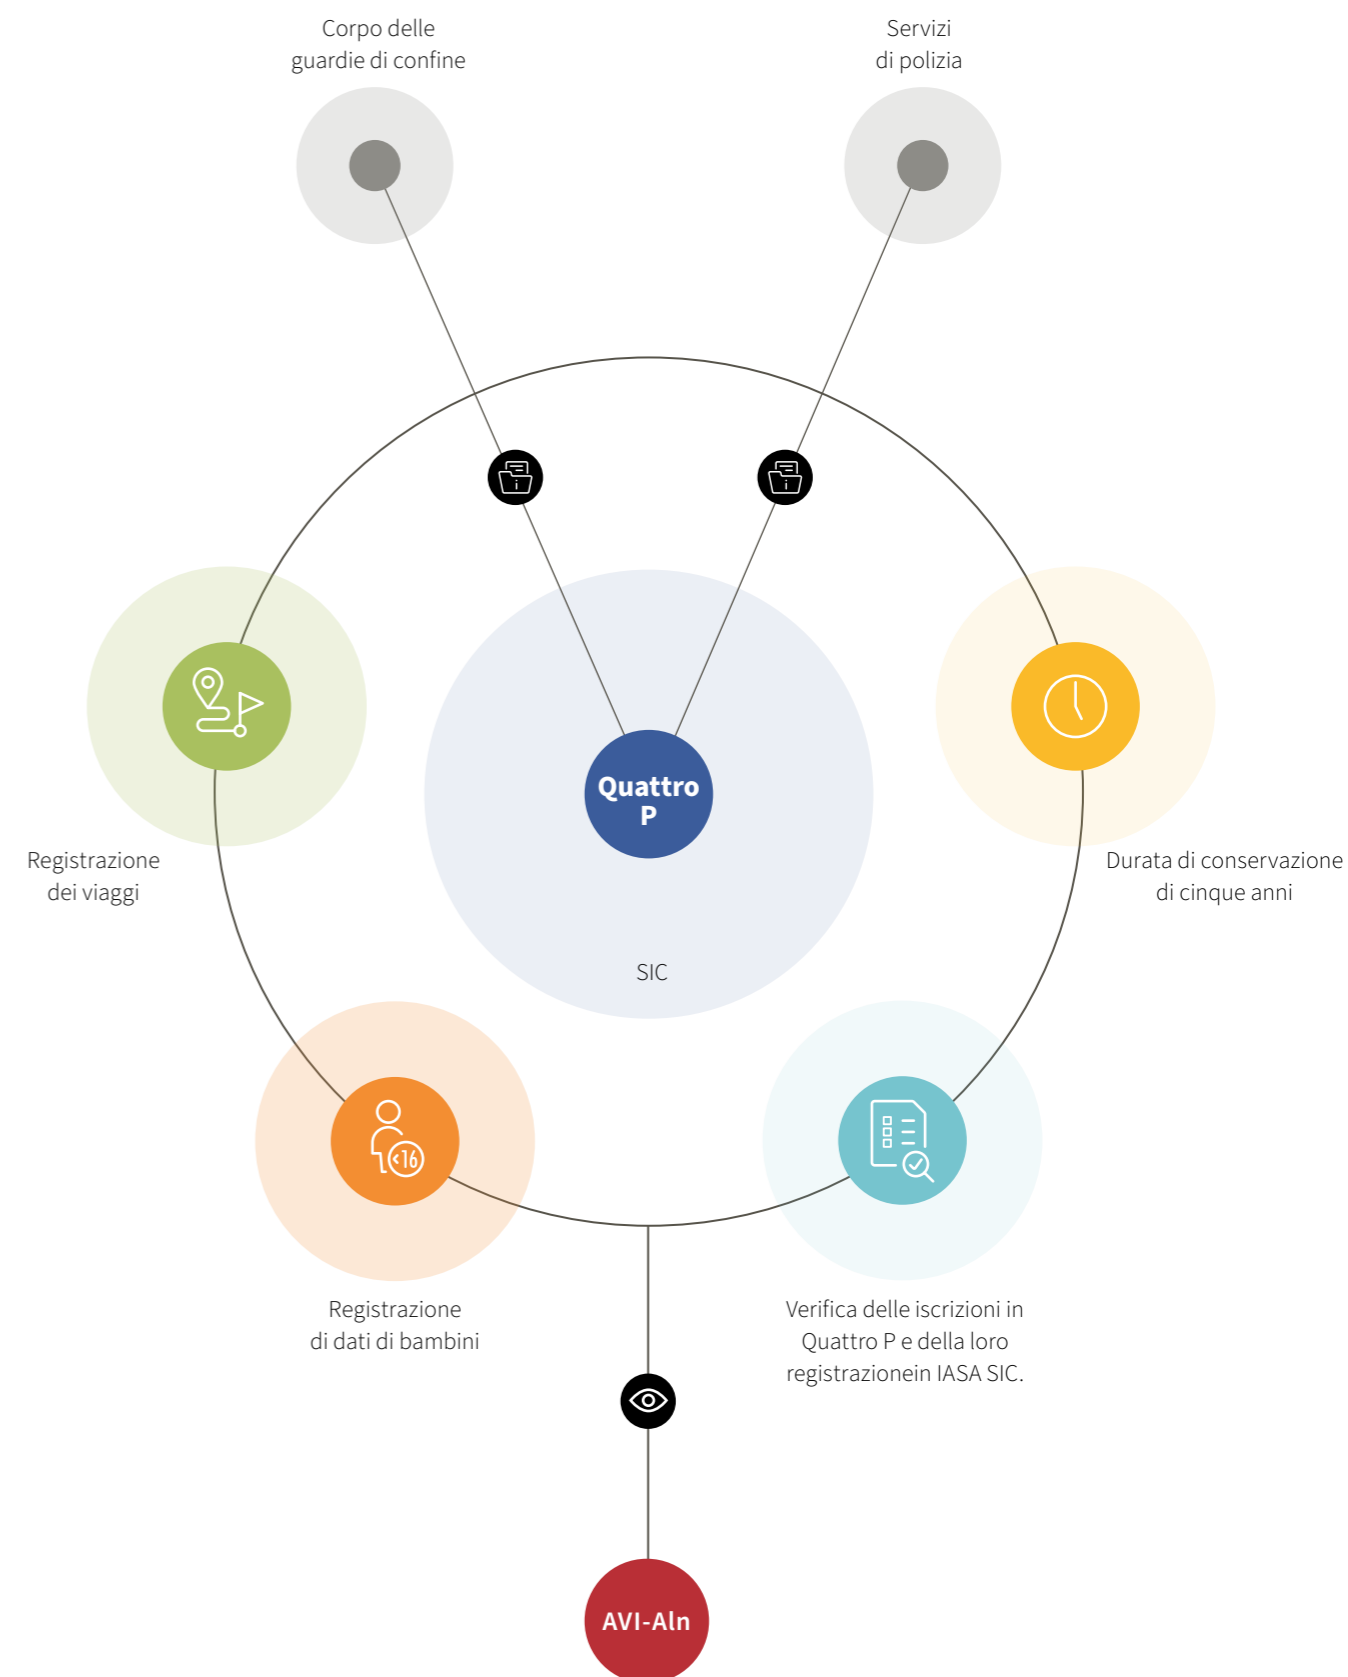 Corpo delle
guardie di confine
Servizi
di polizia
Quattro
P
SIC
Registrazione
dei viaggi
Durata di conservazione
di cinque anni
<16
Registrazione
di dati di bambini
Verifica delle iscrizioni in
Quattro P e della loro
registrazionein IASA SIC.
AVI-Aln